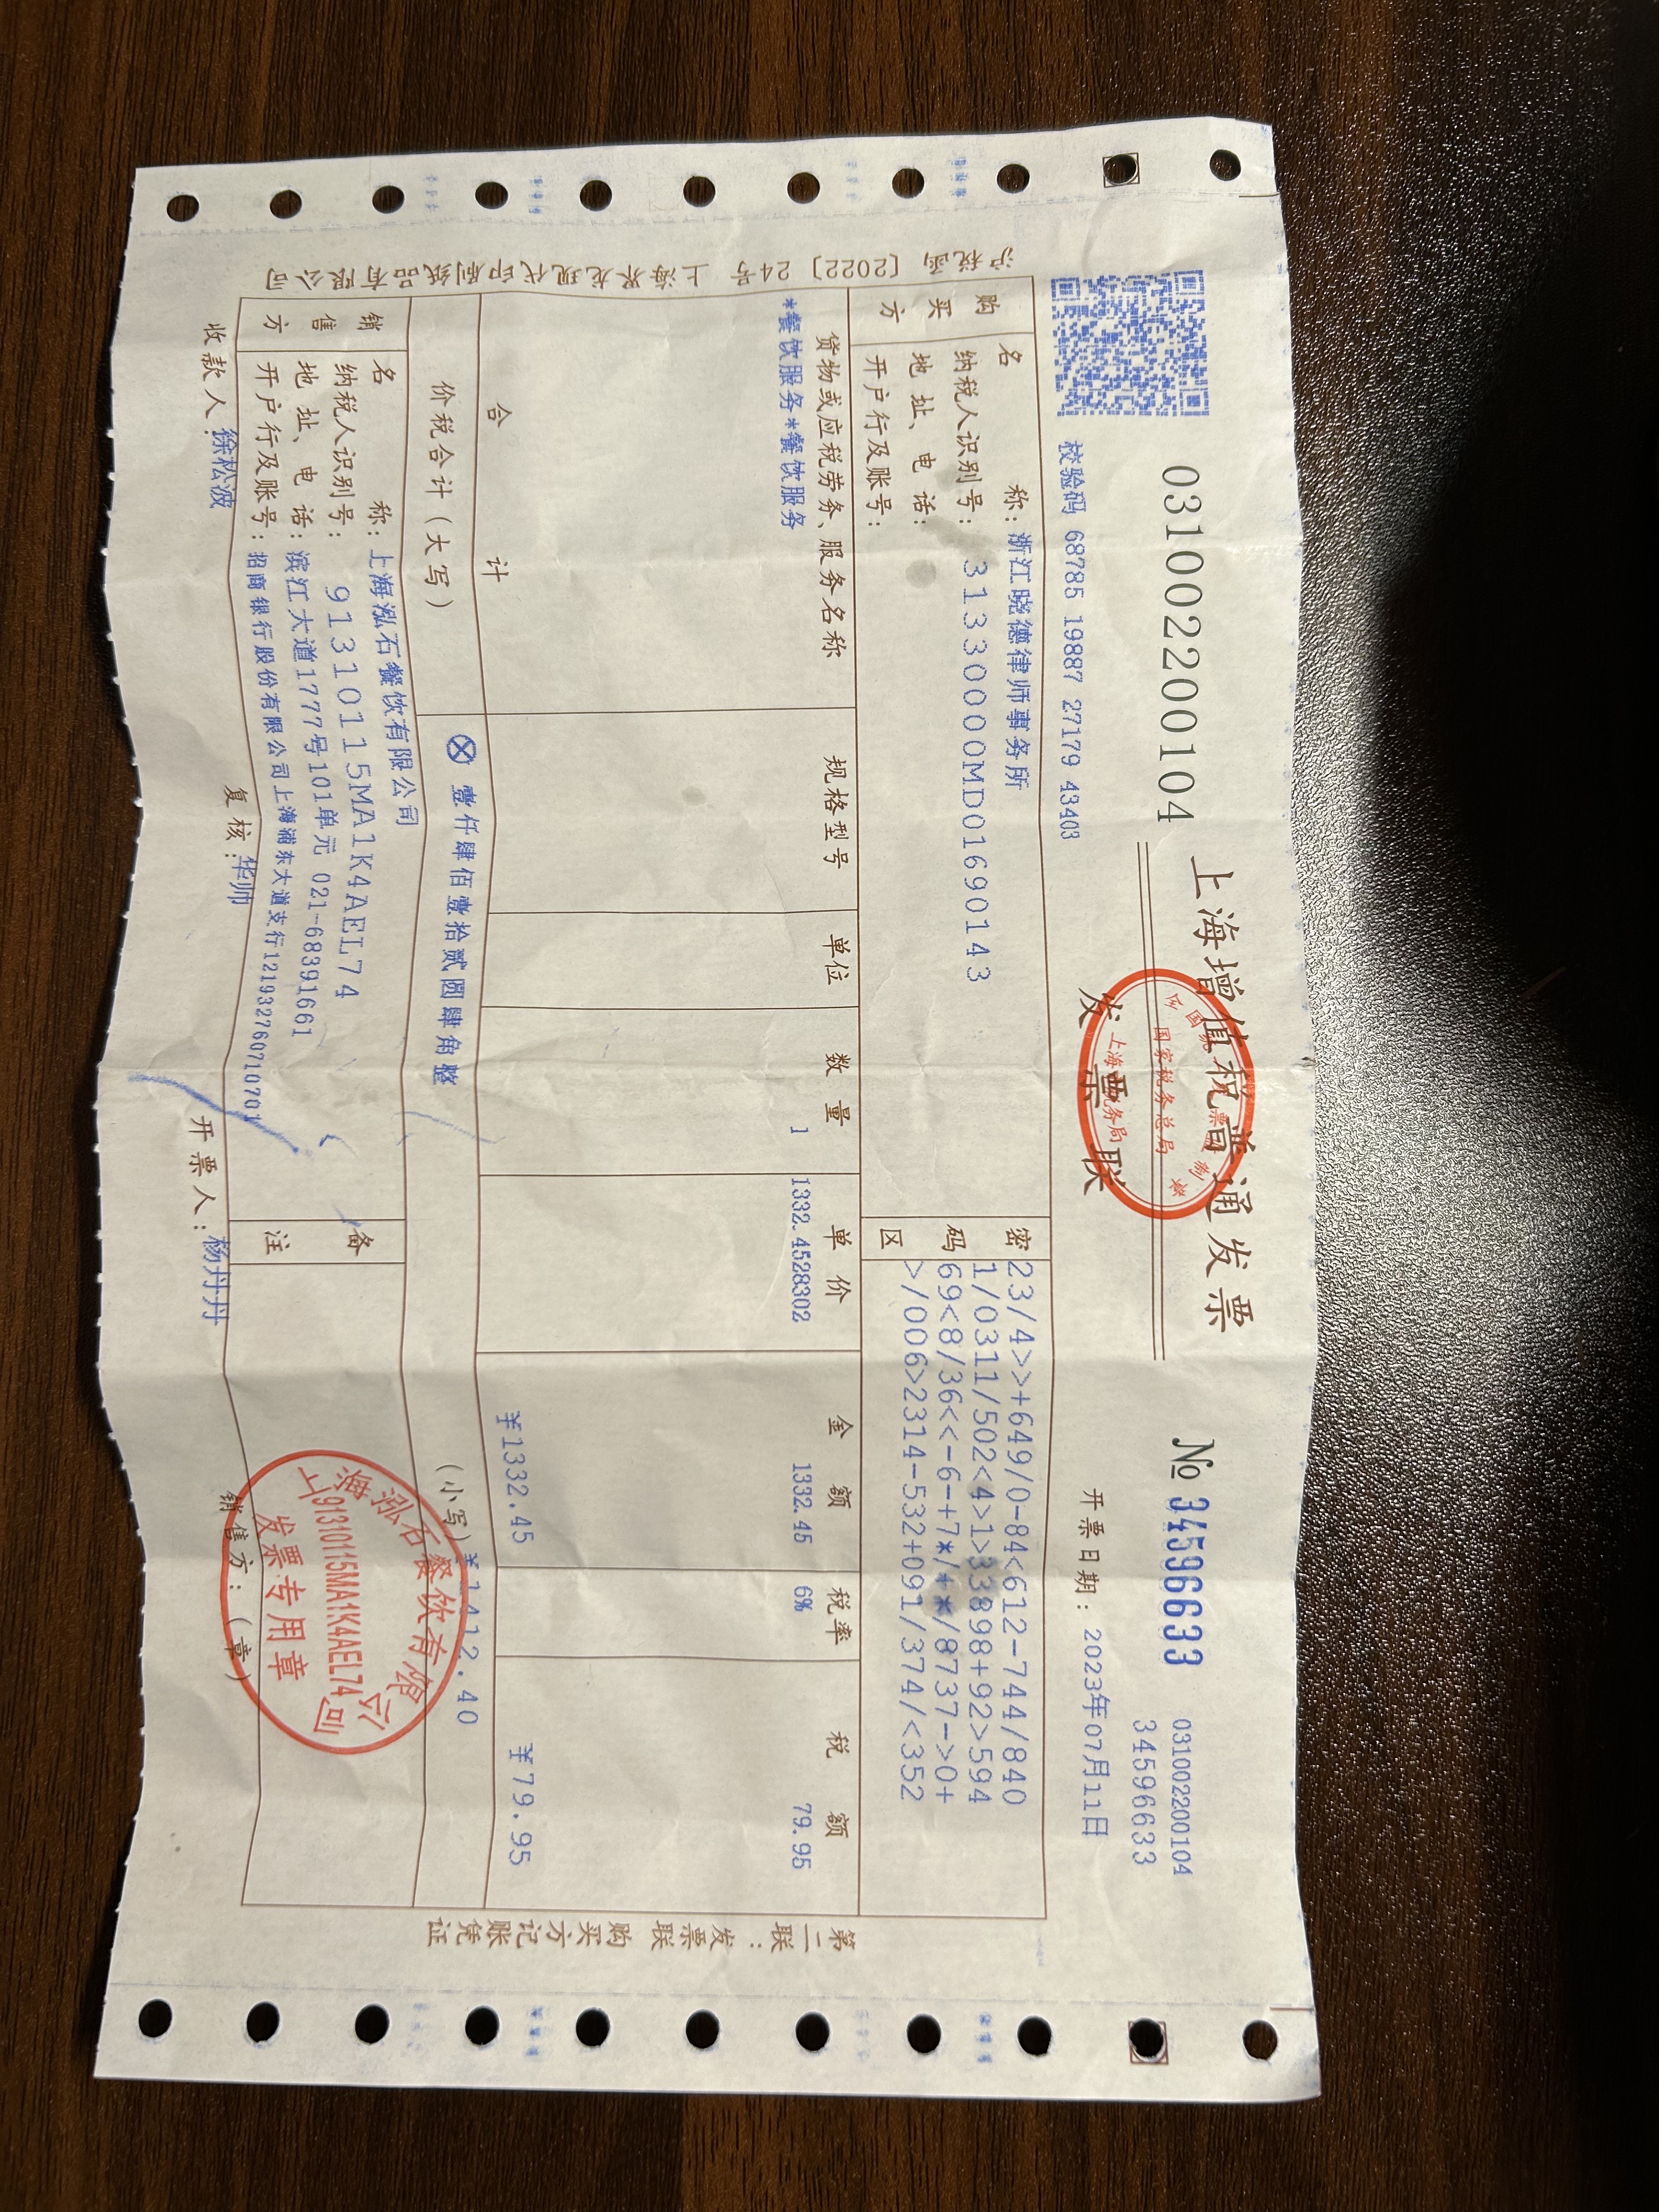 031002200104
上海增值税普通发票
发票联
全国统一发票监制章
国家税务总局
上海市税务局
№ 34596633
031002200104
34596633
校验码 68785 19887 27179 43403
开票日期: 2023年07月11日
购买方
名 称: 浙江晓德律师事务所
纳税人识别号: 31330000MD01690143
地 址、电 话:
开户行及账号:
密码区
23/4>>+649/0-84<612-744/840
1/0311/502<4>1>33898+92>594
69<8/36<<-6-+7*/+*/8737->0+
>/006>2314-532+091/374/<352
货物或应税劳务、服务名称 规格型号 单位 数 量 单 价 金 额 税率 税 额
*餐饮服务*餐饮服务 1 1332.4528302 1332.45 6% 79.95
合 计 ¥1332.45 ¥79.95
价税合计(大写) ⊗ 壹仟肆佰壹拾贰圆肆角整 (小写) ¥1412.40
销售方
名 称: 上海泓石餐饮有限公司
纳税人识别号: 91310115MA1K4AEL74
地 址、电 话: 滨江大道1777号101单元 021-68391661
开户行及账号: 招商银行股份有限公司上海浦东大道支行121932760710701
备注
上海泓石餐饮有限公司
91310115MA1K4AEL74
发票专用章
收款人: 徐松波 复核: 华帅 开票人: 杨丹丹 销售方: (章)
沪税函〔2022〕24号
第二联: 发票联 购买方记账凭证